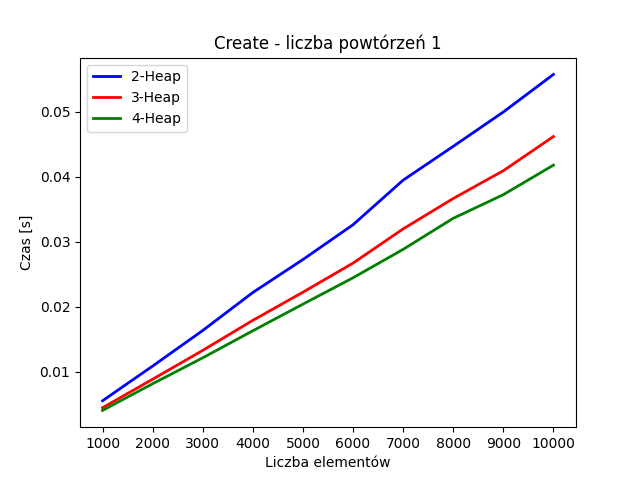 Create - liczba powtórzeń 1
2-Heap
3-Heap
4-Heap
Czas [s]
0.05
0.04
0.03
0.02
0.01
1000 2000 3000 4000 5000 6000 7000 8000 9000 10000
Liczba elementów